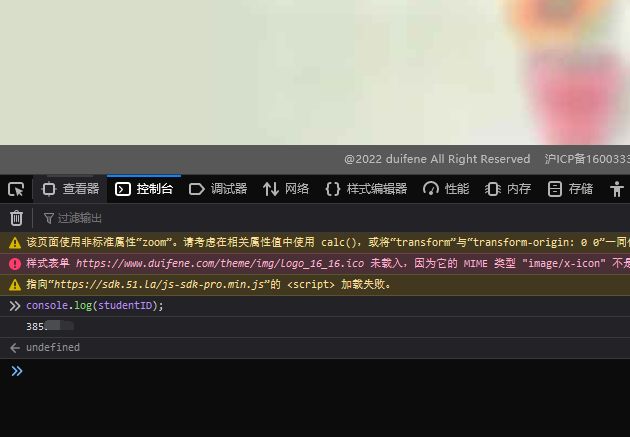 @2022 duifene All Right Reserved 沪ICP备1600333
查看器 控制台 调试器 网络 样式编辑器 性能 内存 存储
过滤输出
该页面使用非标准属性“zoom”。请考虑在相关属性值中使用 calc(), 或将“transform”与“transform-origin: 0 0”一同
样式表单 https://www.duifene.com/theme/img/logo_16_16.ico 未载入，因为它的 MIME 类型 "image/x-icon" 不是
指向“https://sdk.51.la/js-sdk-pro.min.js”的 <script> 加载失败。
console.log(studentID);
385
undefined